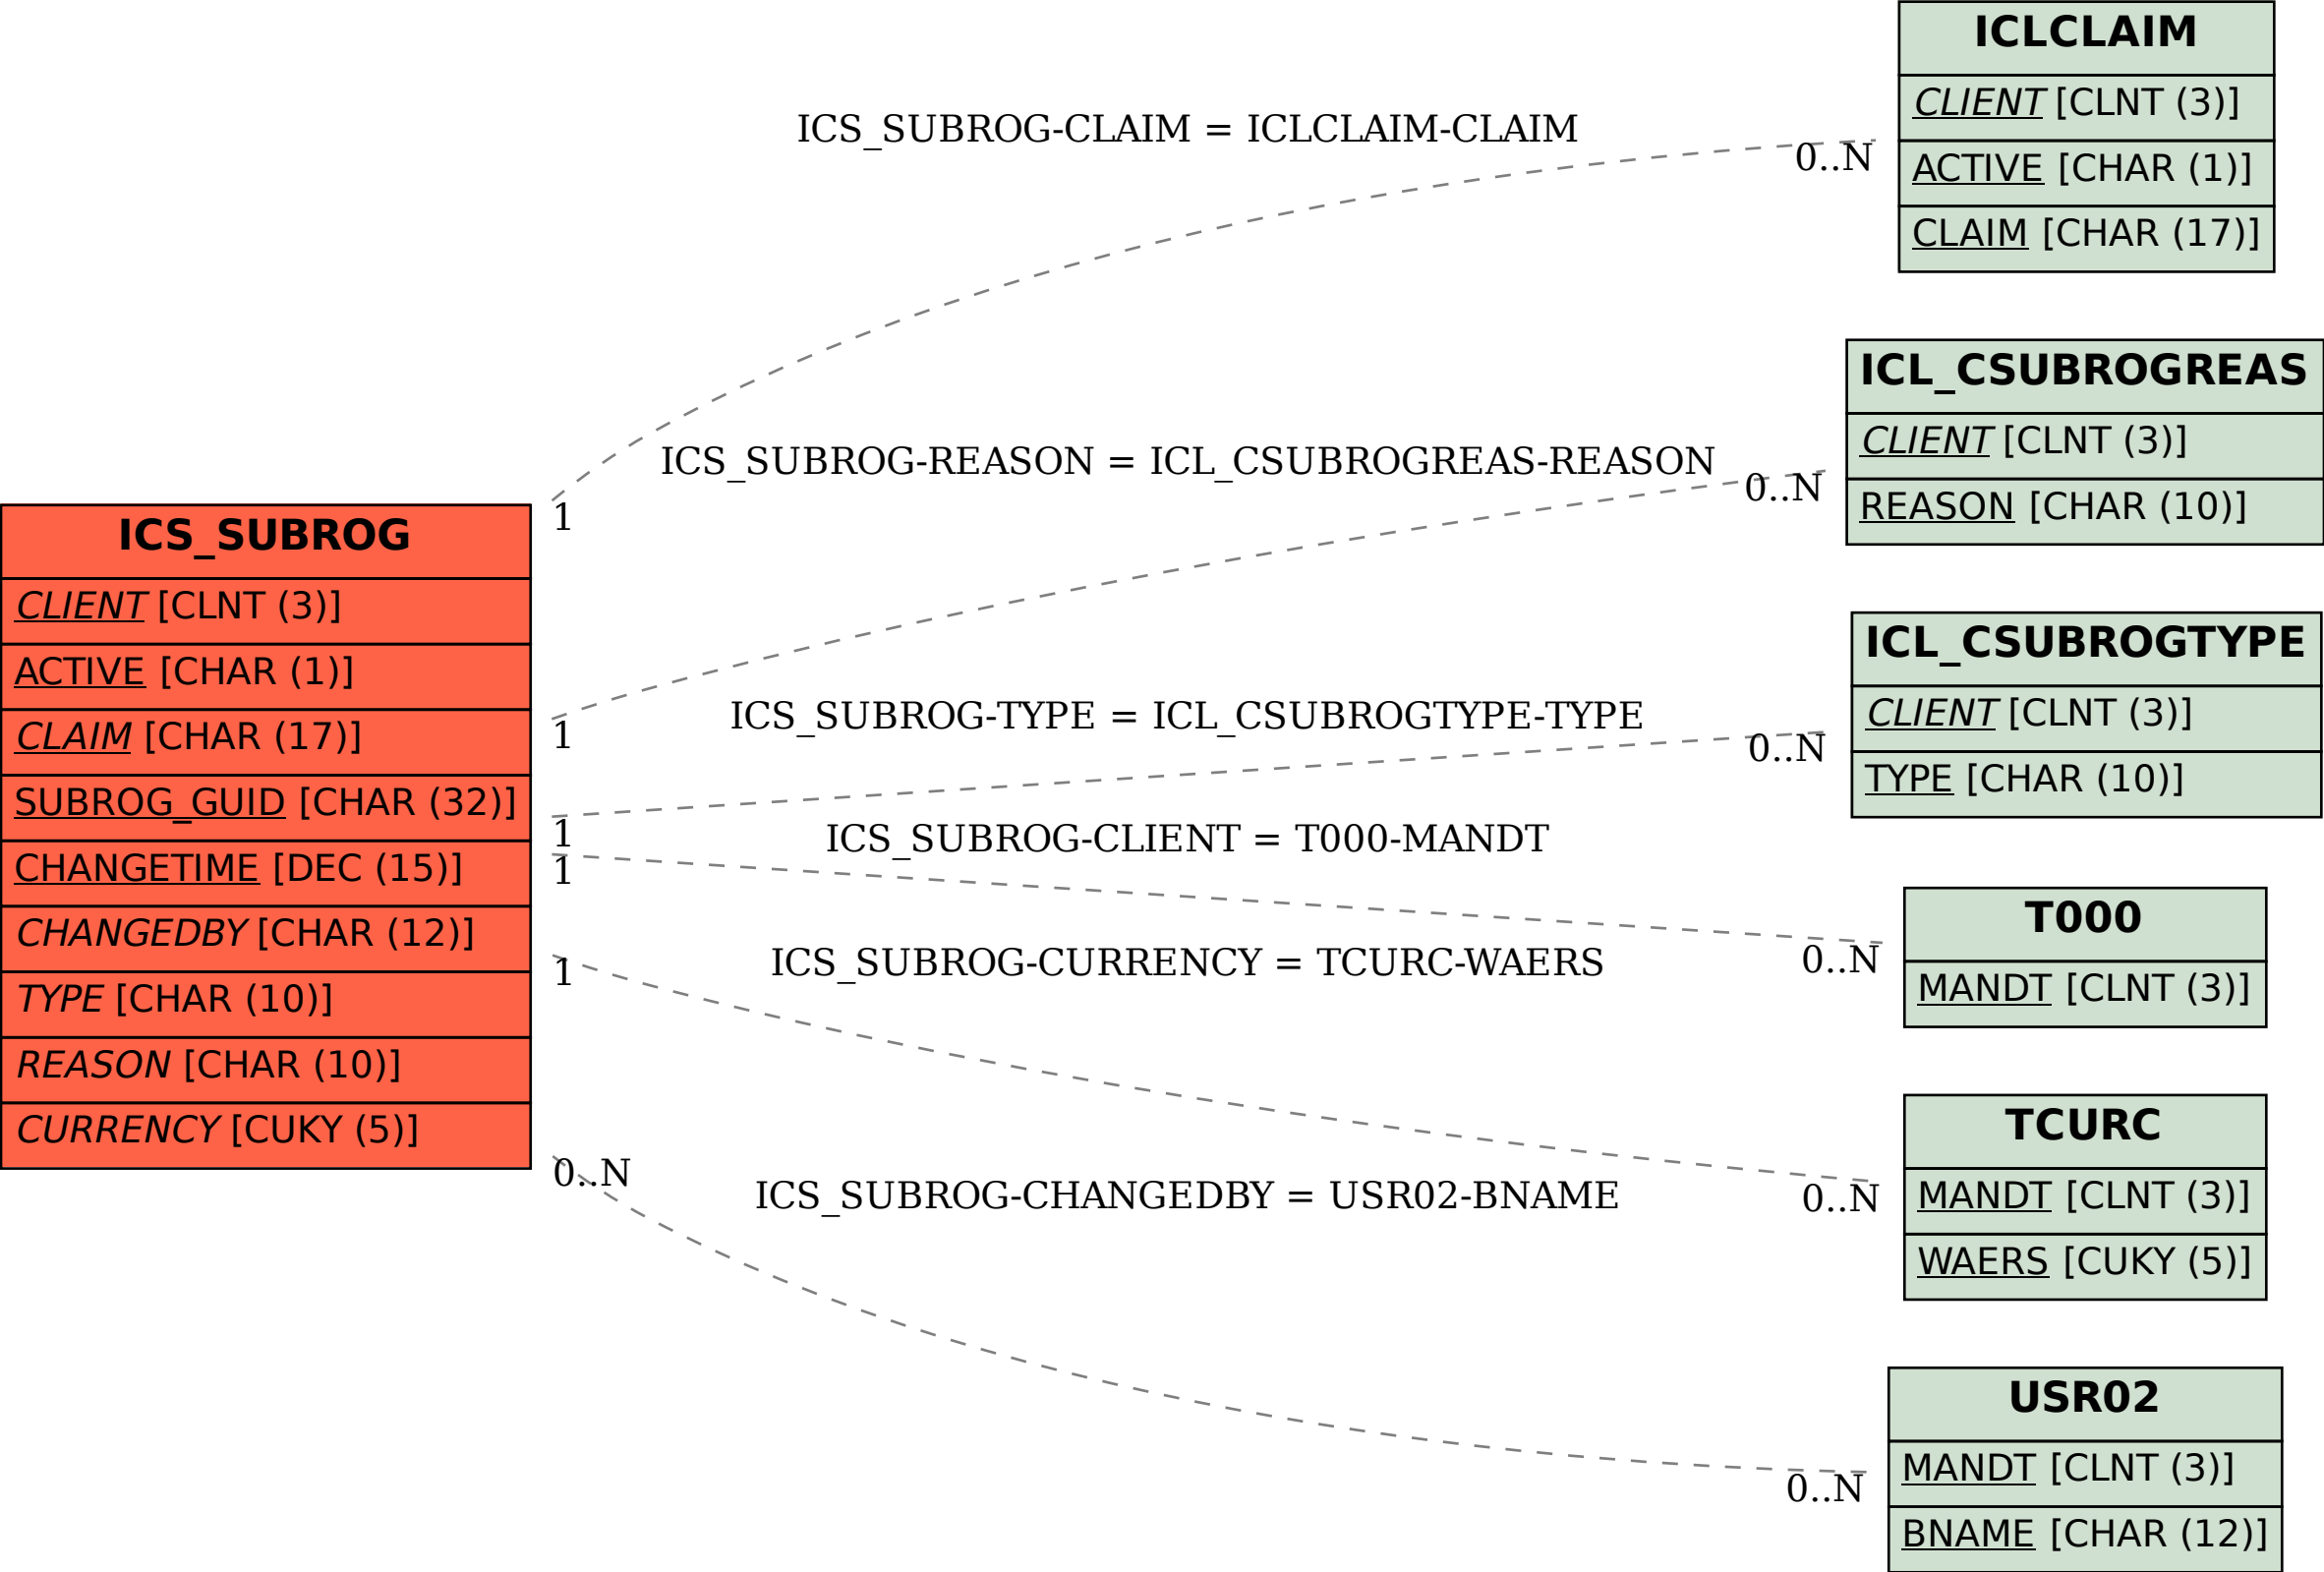 ICS_SUBROG
CLIENT [CLNT (3)]
ACTIVE [CHAR (1)]
CLAIM [CHAR (17)]
SUBROG_GUID [CHAR (32)]
CHANGETIME [DEC (15)]
CHANGEDBY [CHAR (12)]
TYPE [CHAR (10)]
REASON [CHAR (10)]
CURRENCY [CUKY (5)]
ICS_SUBROG-CLAIM = ICLCLAIM-CLAIM
1
0..N
ICS_SUBROG-REASON = ICL_CSUBROGREAS-REASON
1
0..N
ICS_SUBROG-TYPE = ICL_CSUBROGTYPE-TYPE
1
0..N
ICS_SUBROG-CLIENT = T000-MANDT
1
0..N
ICS_SUBROG-CURRENCY = TCURC-WAERS
1
0..N
ICS_SUBROG-CHANGEDBY = USR02-BNAME
0..N
0..N
ICLCLAIM
CLIENT [CLNT (3)]
ACTIVE [CHAR (1)]
CLAIM [CHAR (17)]
ICL_CSUBROGREAS
CLIENT [CLNT (3)]
REASON [CHAR (10)]
ICL_CSUBROGTYPE
CLIENT [CLNT (3)]
TYPE [CHAR (10)]
T000
MANDT [CLNT (3)]
TCURC
MANDT [CLNT (3)]
WAERS [CUKY (5)]
USR02
MANDT [CLNT (3)]
BNAME [CHAR (12)]